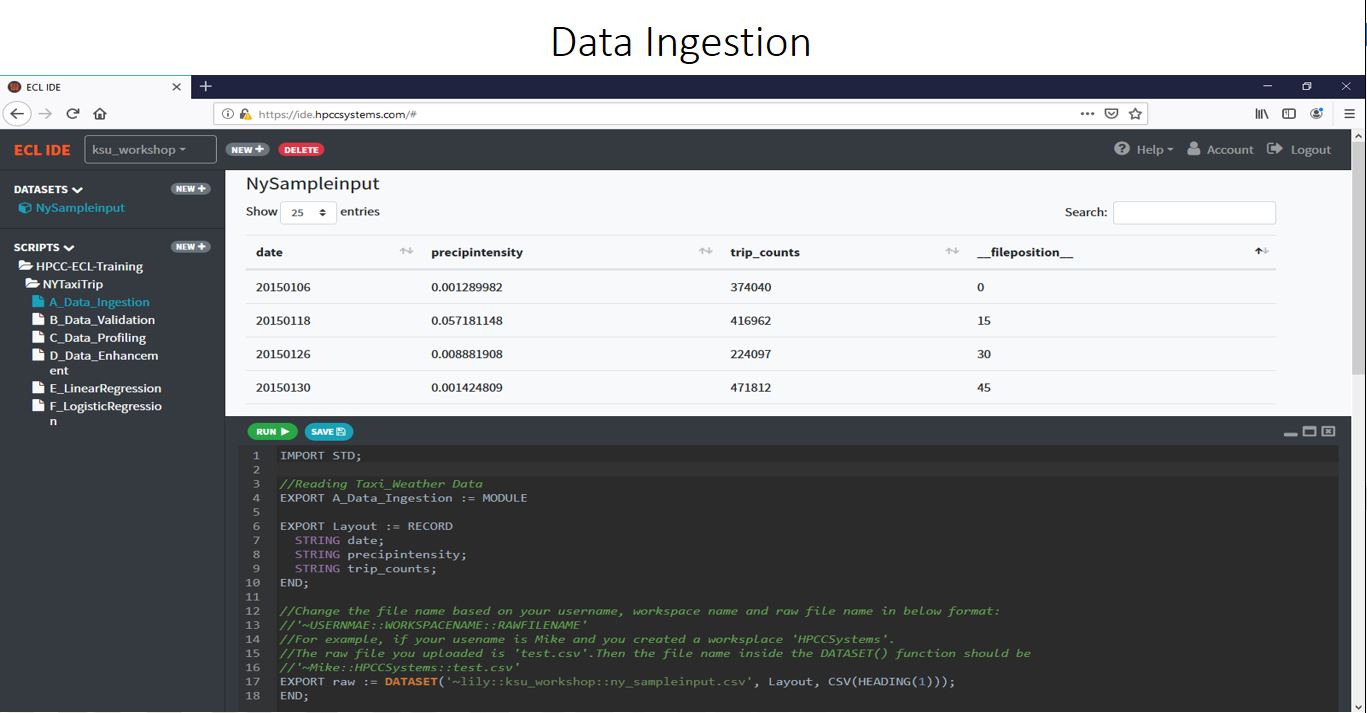 Data Ingestion
ECL IDE
https://ide.hpccsystems.com/#
ECL IDE ksu_workshop NEW + DELETE Help Account Logout
DATASETS NEW +
NySampleinput
SCRIPTS NEW +
HPCC-ECL-Training
NYTaxiTrip
A_Data_Ingestion
B_Data_Validation
C_Data_Profiling
D_Data_Enhancem
ent
E_LinearRegression
F_LogisticRegressio
n
NySampleinput
Show 25 entries Search:
date precipintensity trip_counts __fileposition__
20150106 0.001289982 374040 0
20150118 0.057181148 416962 15
20150126 0.008881908 224097 30
20150130 0.001424809 471812 45
RUN SAVE
1 IMPORT STD;
2
3 //Reading Taxi_Weather Data
4 EXPORT A_Data_Ingestion := MODULE
5
6 EXPORT Layout := RECORD
7 STRING date;
8 STRING precipintensity;
9 STRING trip_counts;
10 END;
11
12 //Change the file name based on your username, workspace name and raw file name in below format:
13 //'~USERNMAE::WORKSPACENAME::RAWFILENAME'
14 //For example, if your usename is Mike and you created a worksplace 'HPCCSystems'.
15 //The raw file you uploaded is 'test.csv'.Then the file name inside the DATASET() function should be
16 //'~Mike::HPCCSystems::test.csv'
17 EXPORT raw := DATASET('~lily::ksu_workshop::ny_sampleinput.csv', Layout, CSV(HEADING(1)));
18 END;